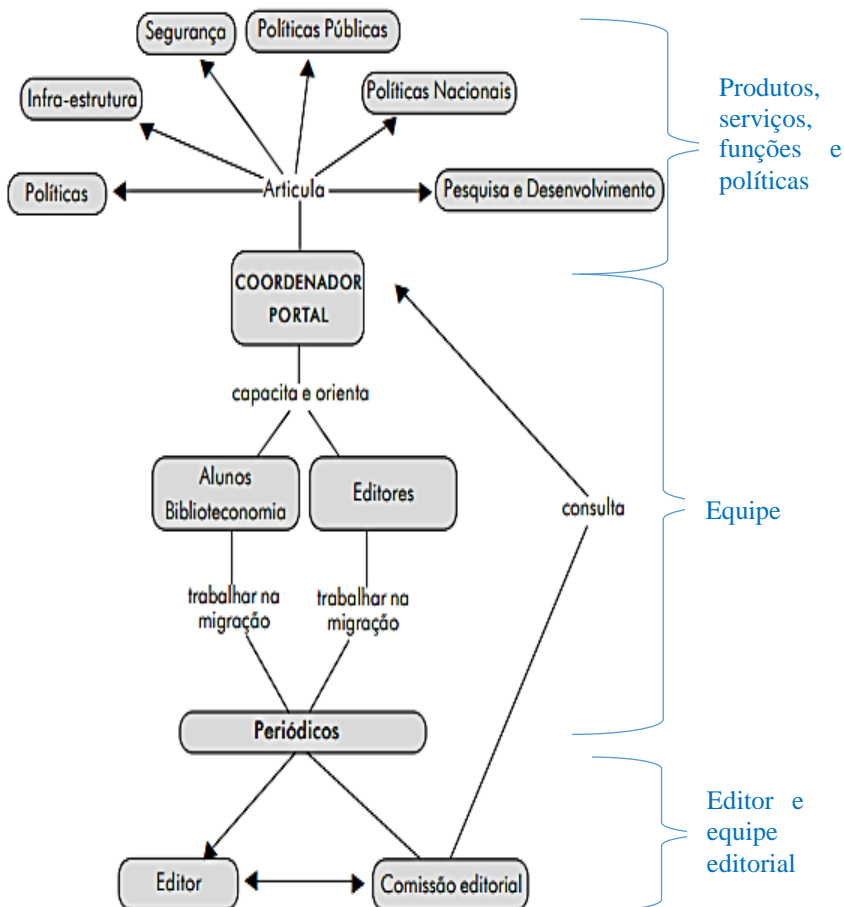 Segurança
Políticas Públicas
Infra-estrutura
Políticas Nacionais
Políticas
Articula
Pesquisa e Desenvolvimento
Produtos,
serviços,
funções e
políticas
COORDENADOR
PORTAL
capacita e orienta
Alunos
Biblioteconomia
Editores
consulta
Equipe
trabalhar na
migração
trabalhar na
migração
Periódicos
Editor
Comissão editorial
Editor e
equipe
editorial